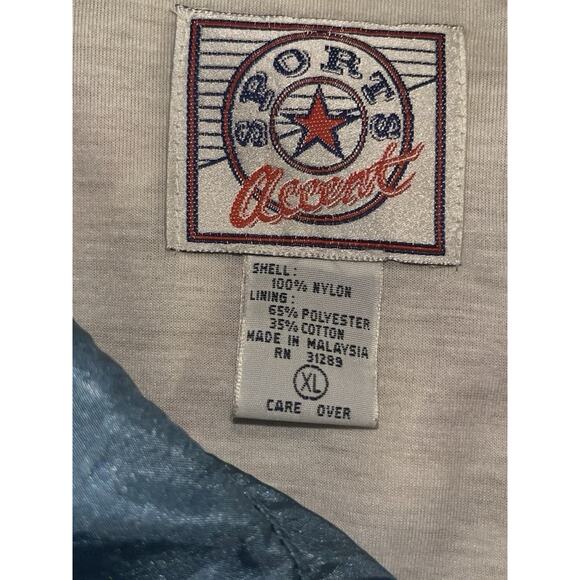 SPORTS
Accent
SHELL:
100% NYLON
LINING:
65% POLYESTER
35% COTTON
MADE IN MALAYSIA
RN 31289
XL
CARE OVER